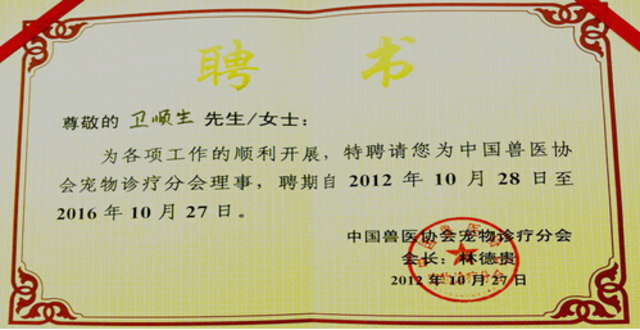 聘书
尊敬的 卫顺生 先生/女士：
为各项工作的顺利开展，特聘请您为中国兽医协
会宠物诊疗分会理事，聘期自 2012 年 10 月 28 日至
2016 年 10 月 27 日。
中国兽医协会宠物诊疗分会
会长：林德贵
2012 年 10 月 27 日